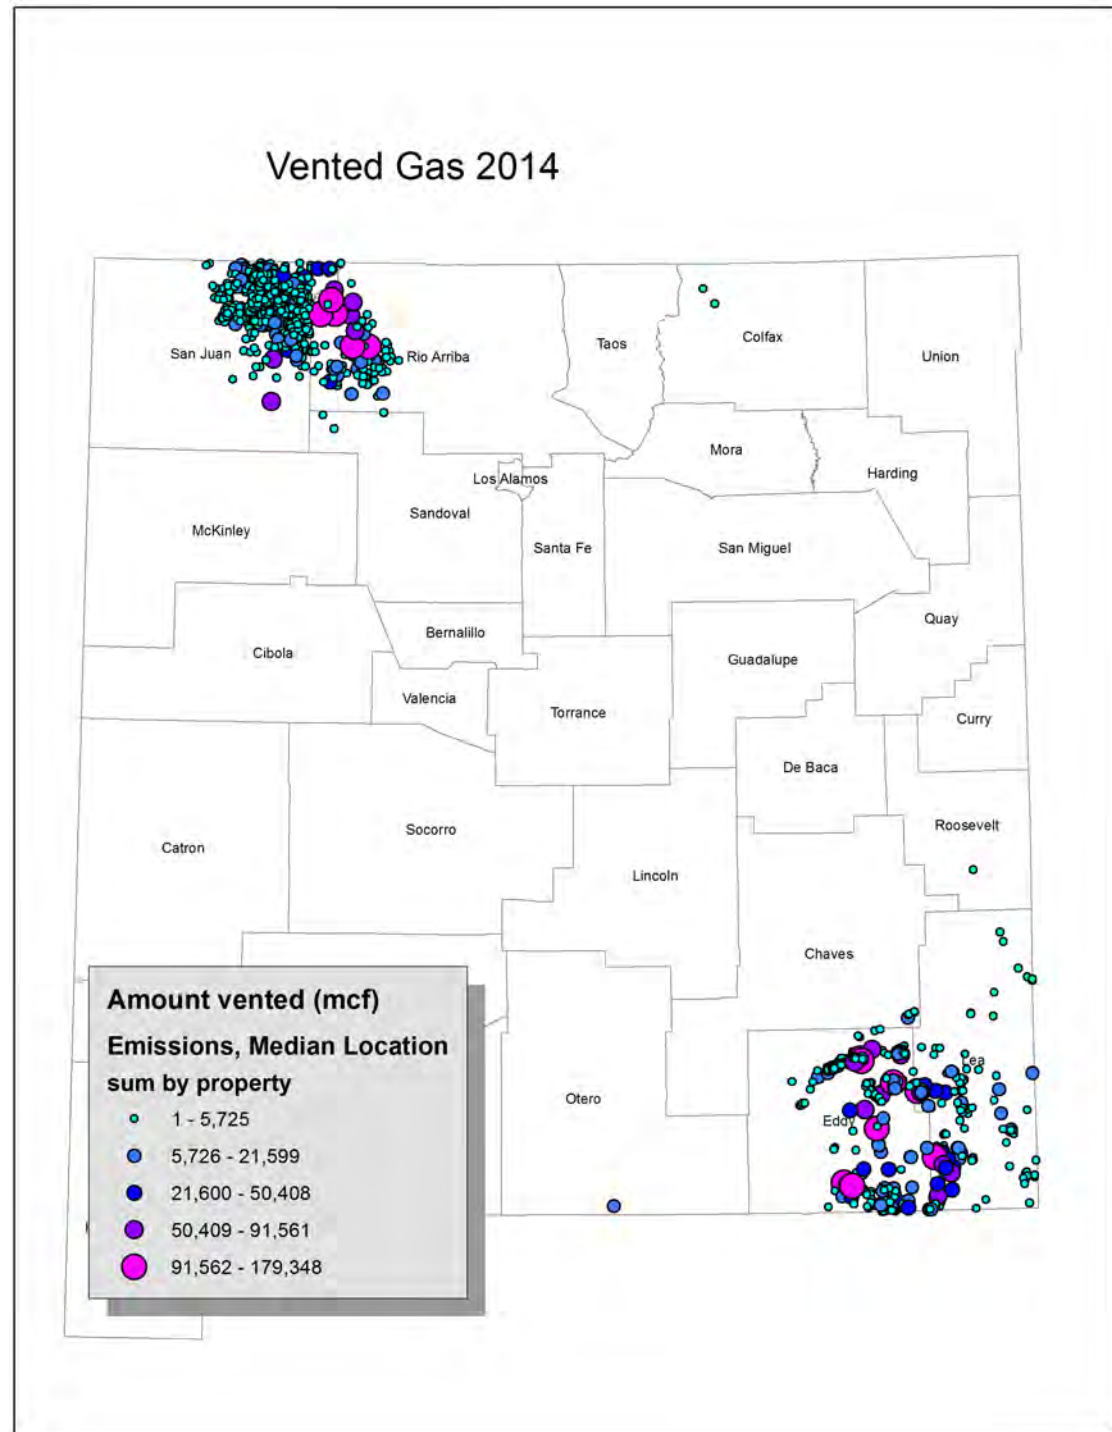 Vented Gas 2014
San Juan
Rio Arriba
Taos
Colfax
Union
Mora
Harding
Los Alamos
McKinley
Sandoval
Santa Fe
San Miguel
Quay
Bernalillo
Cibola
Guadalupe
Valencia
Torrance
Curry
De Baca
Catron
Socorro
Roosevelt
Lincoln
Chaves
Lea
Otero
Eddy
Amount vented (mcf)
Emissions, Median Location
sum by property
1 - 5,725
5,726 - 21,599
21,600 - 50,408
50,409 - 91,561
91,562 - 179,348